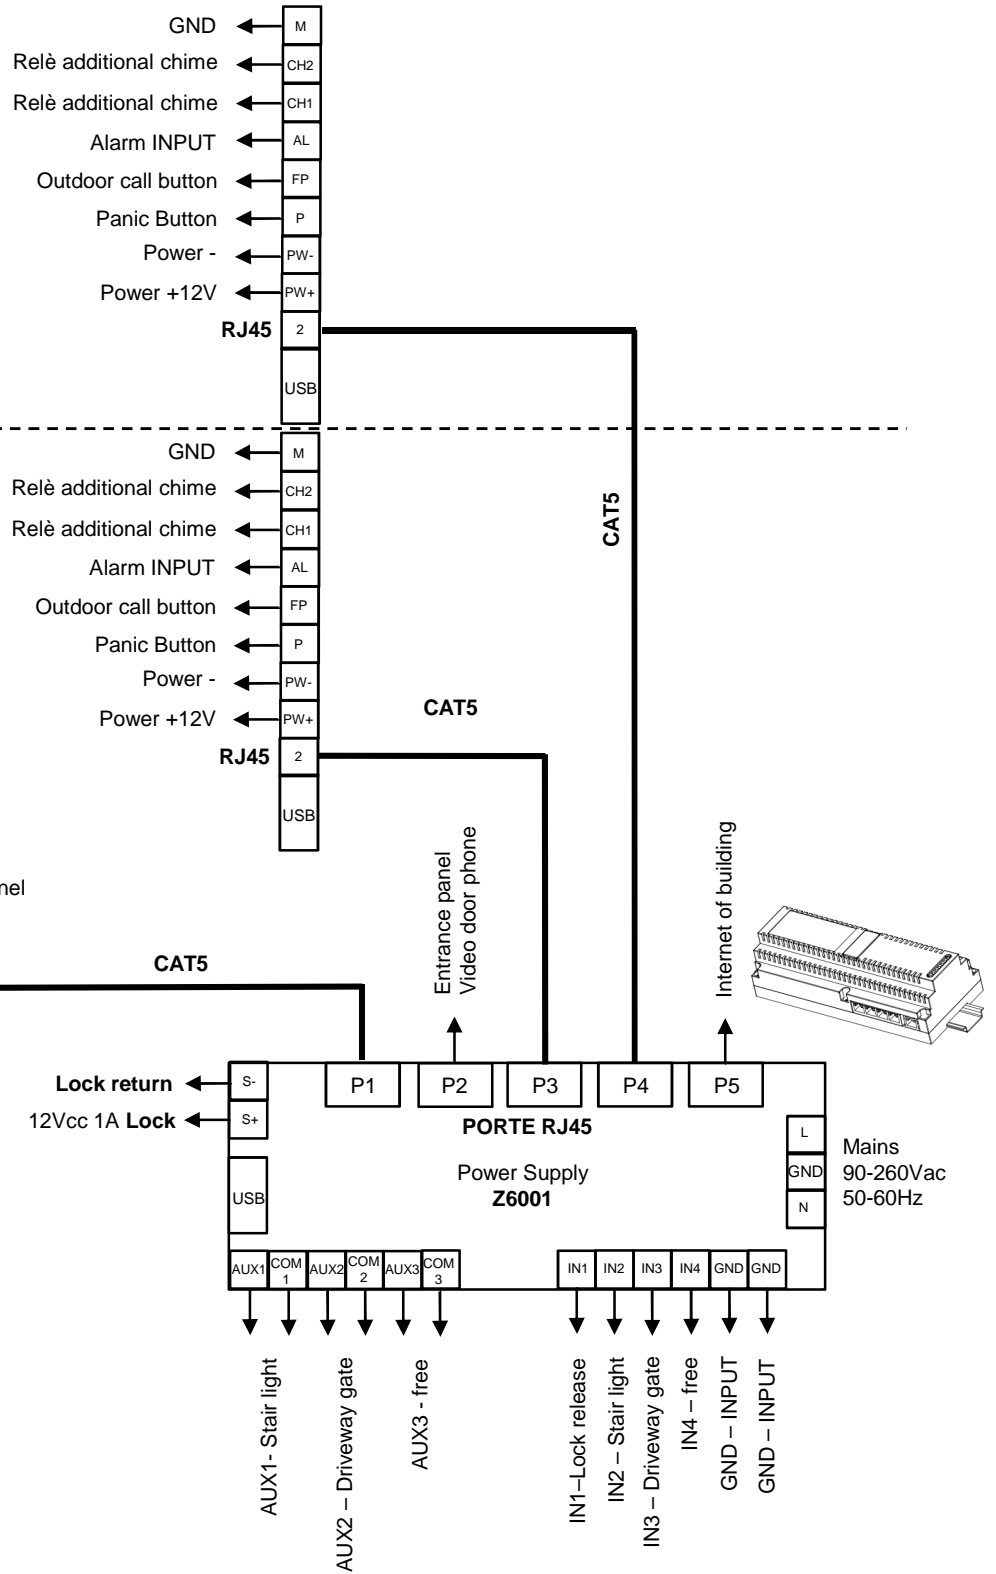 GND M
Relè additional chime CH2
Relè additional chime CH1
Alarm INPUT AL
Outdoor call button FP
Panic Button P
Power - PW-
Power +12V PW+
RJ45 2
USB
GND M
Relè additional chime CH2
Relè additional chime CH1
Alarm INPUT AL
Outdoor call button FP
Panic Button P
Power - PW-
Power +12V PW+
RJ45 2
USB
CAT5
CAT5
nel
CAT5
Entrance panel
Video door phone
Internet of building
Lock return S-
12Vcc 1A Lock S+
P1 P2 P3 P4 P5
PORTE RJ45
Power Supply
Z6001
USB
L
GND
N
Mains
90-260Vac
50-60Hz
AUX1 COM 1 AUX2 COM 2 AUX3 COM 3
IN1 IN2 IN3 IN4 GND GND
AUX1- Stair light
AUX2 – Driveway gate
AUX3 - free
IN1–Lock release
IN2 – Stair light
IN3 – Driveway gate
IN4 – free
GND – INPUT
GND – INPUT